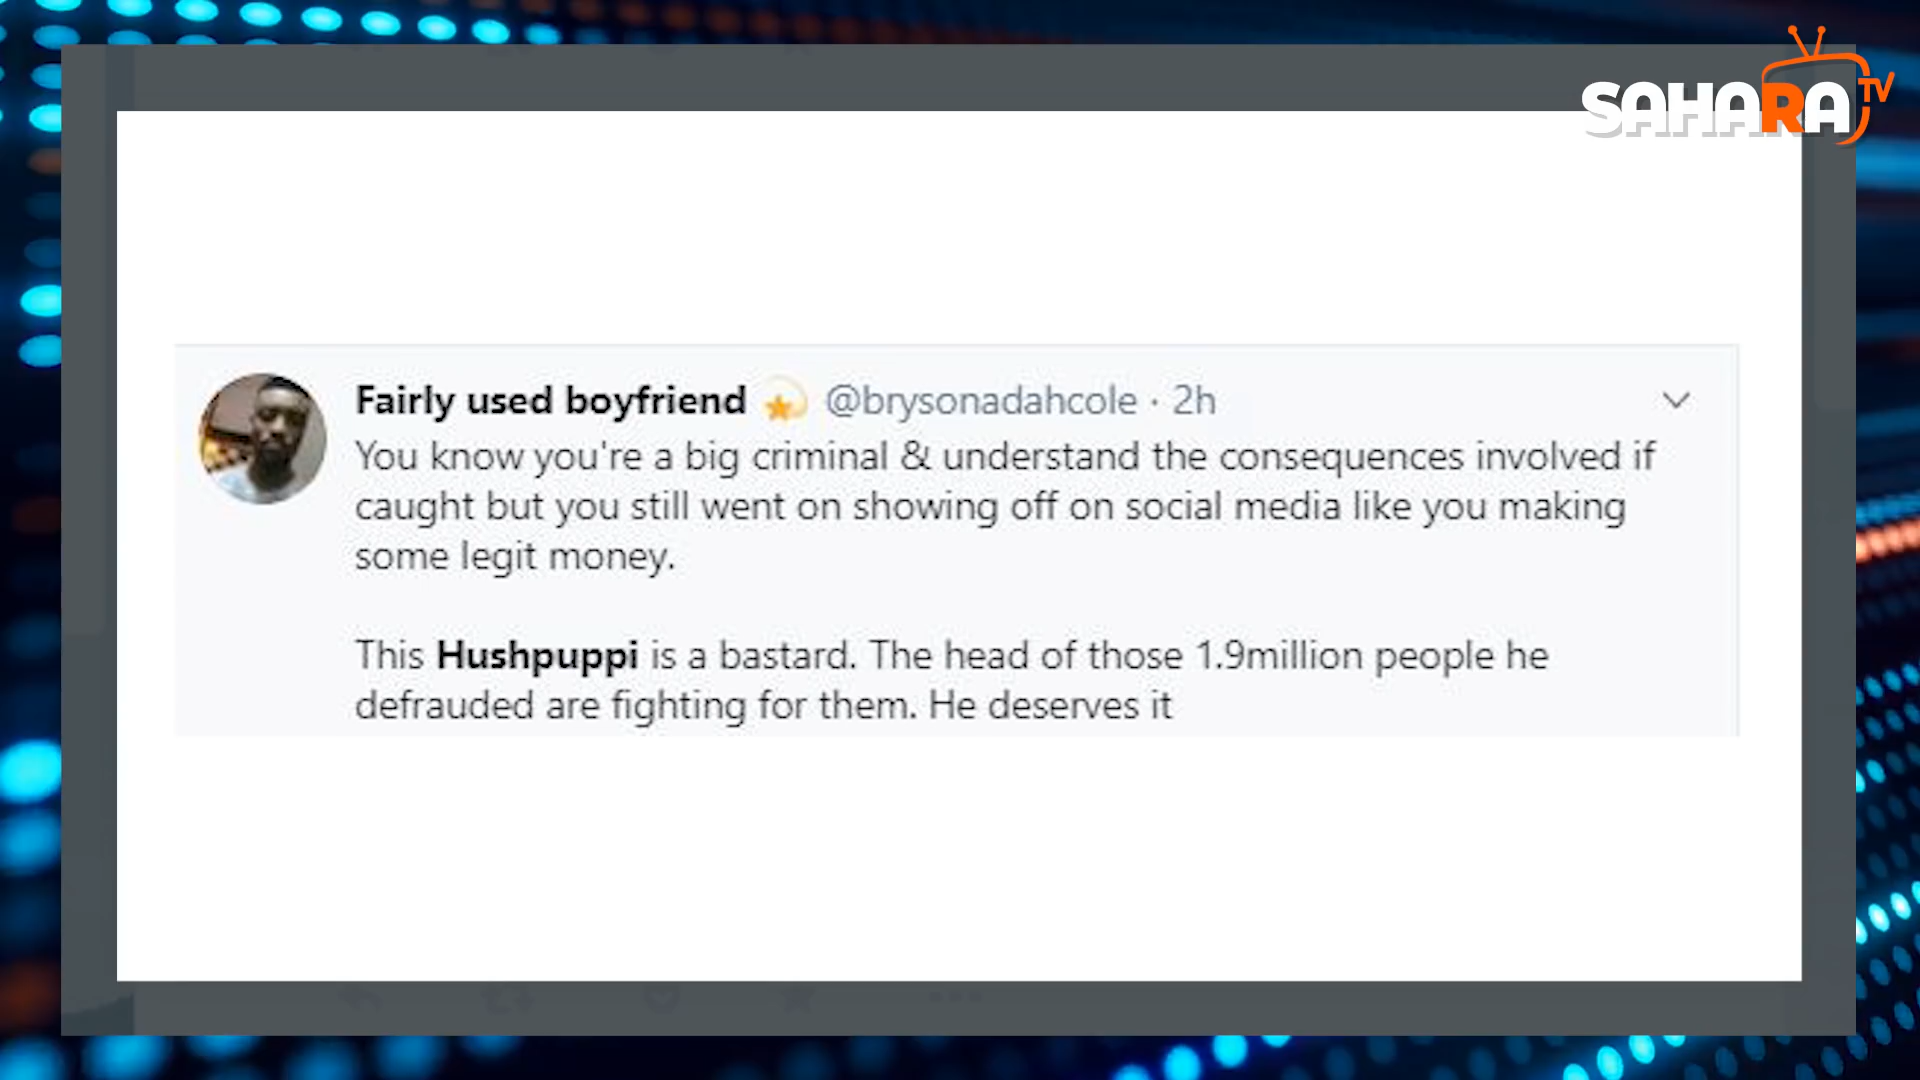 SAHARA TV
Fairly used boyfriend 💫 @brysonadahcole · 2h
You know you're a big criminal & understand the consequences involved if
caught but you still went on showing off on social media like you making
some legit money.
This Hushpuppi is a bastard. The head of those 1.9million people he
defrauded are fighting for them. He deserves it